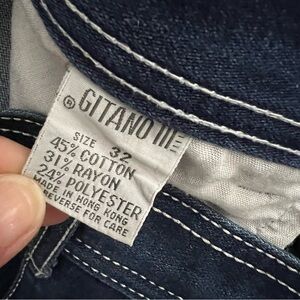 ® GITANO III
SIZE 32
45% COTTON
31% RAYON
24% POLYESTER
MADE IN HONG KONG
REVERSE FOR CARE